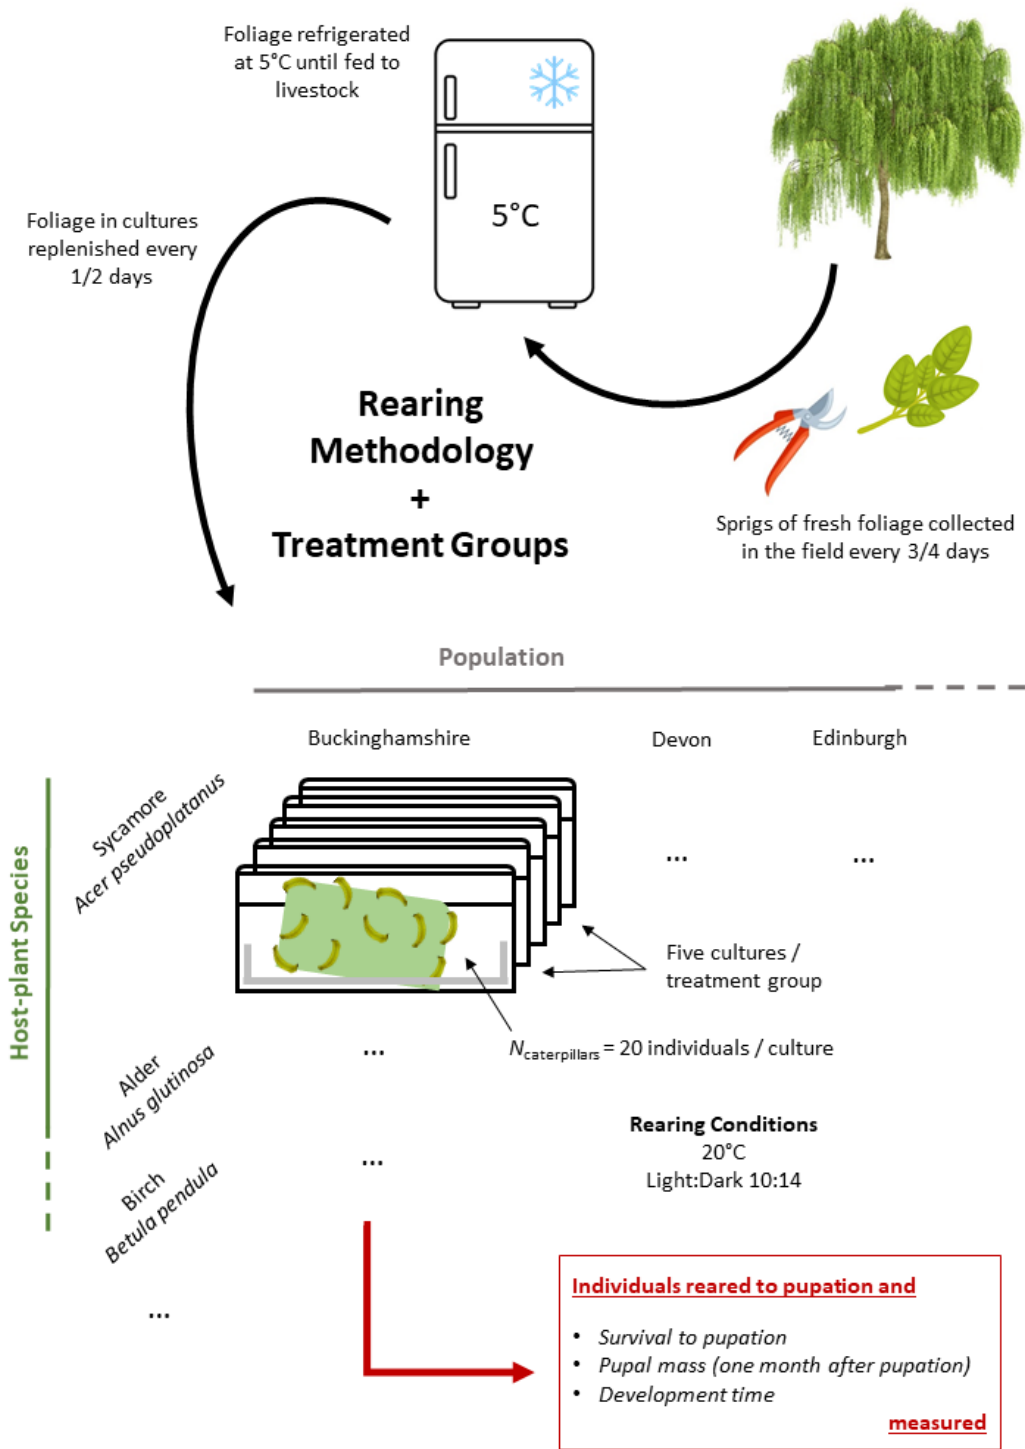 Foliage refrigerated
at 5°C until fed to
livestock
5°C
Foliage in cultures
replenished every
1/2 days
Rearing
Methodology
+
Treatment Groups
Sprigs of fresh foliage collected
in the field every 3/4 days
Population
Buckinghamshire
Devon
Edinburgh
Host-plant Species
Sycamore
Acer pseudoplatanus
...
...
Five cultures /
treatment group
N caterpillars = 20 individuals / culture
Alder
Alnus glutinosa
...
Birch
Betula pendula
...
...
Rearing Conditions
20°C
Light:Dark 10:14
Individuals reared to pupation and
• Survival to pupation
• Pupal mass (one month after pupation)
• Development time
measured